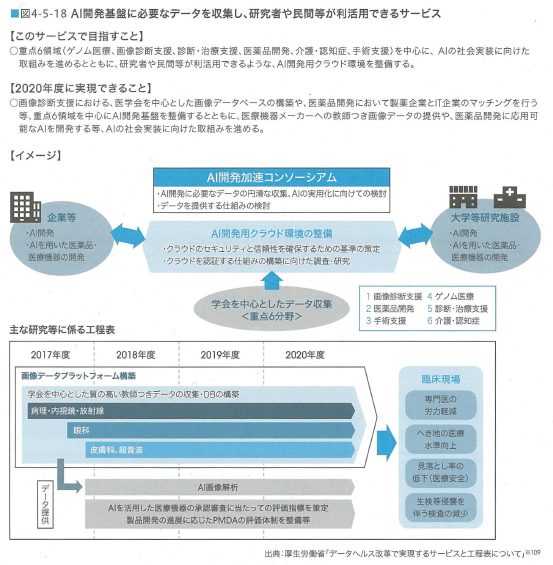 ■図4-5-18 AI開発基盤に必要なデータを収集し、研究者や民間等が利活用できるサービス
【このサービスで目指すこと】
○重点6領域(ゲノム医療、画像診断支援、診断・治療支援、医薬品開発、介護・認知症、手術支援)を中心に、AIの社会実装に向けた
取組みを進めるとともに、研究者や民間等が利活用できるような、AI開発用クラウド環境を整備する。
【2020年度に実現できること】
○画像診断支援における、医学会を中心とした画像データベースの構築や、医薬品開発において製薬企業とIT企業のマッチングを行う
等、重点6領域を中心にAI開発基盤を整備するとともに、医療機器メーカーへの教師つき画像データの提供や、医薬品開発に応用可
能なAIを開発する等、AIの社会実装に向けた取組みを進める。
【イメージ】
AI開発加速コンソーシアム
・AI開発に必要なデータの円滑な収集、AIの実用化に向けての検討
・データを提供する仕組みの検討
企業等
・AI開発
・AIを用いた医薬品・
医療機器の開発
AI開発用クラウド環境の整備
・クラウドのセキュリティと信頼性を確保するための基準の策定
・クラウドを認証する仕組みの構築に向けた調査・研究
大学等研究施設
・AI開発
・AIを用いた医薬品・
医療機器の開発
学会を中心としたデータ収集
<重点6分野>
1 画像診断支援 4 ゲノム医療
2 医薬品開発 5 診断・治療支援
3 手術支援 6 介護・認知症
主な研究等に係る工程表
2017年度 2018年度 2019年度 2020年度
画像データプラットフォーム構築
学会を中心とした質の高い教師つきデータの収集・DBの構築
病理・内視鏡・放射線
眼科
皮膚科、超音波
データ提供
AI画像解析
AIを活用した医療機器の承認審査に当たっての評価指標を策定
製品開発の進展に応じたPMDAの評価体制を整備等
臨床現場
専門医の
労力軽減
へき地の医療
水準向上
見落とし率の
低下(医療安全)
生検等侵襲を
伴う検査の減少
出典：厚生労働省「データヘルス改革で実現するサービスと工程表について」※109